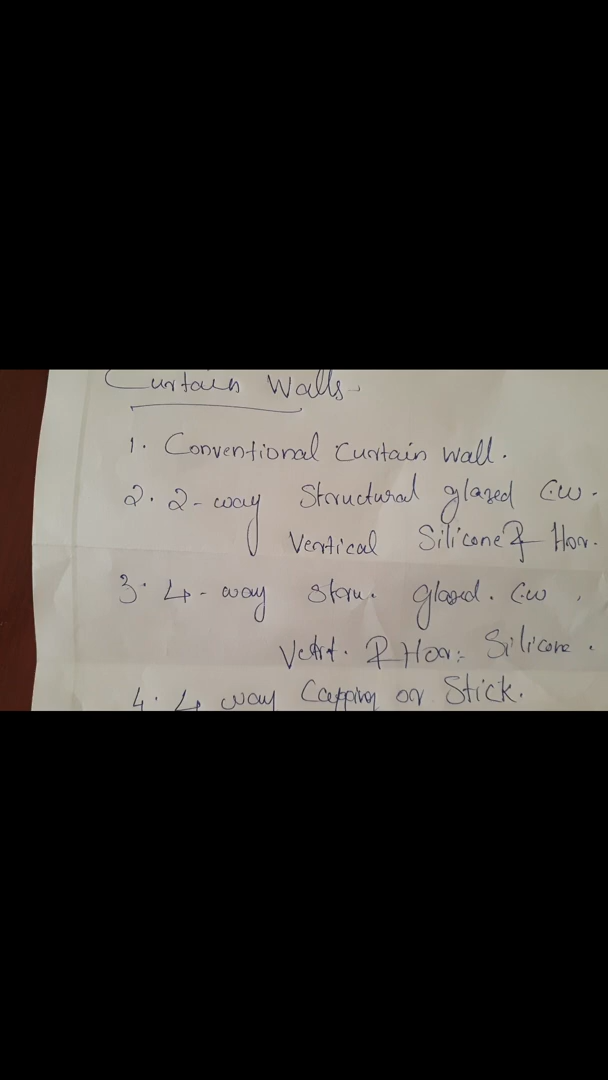 Curtain Walls.
1. Conventional Curtain Wall.
2. 2-way Structural glazed C.W.
Vertical Silicone & Hor.
3. 4-way Stru. glazed. C.W.
Vert. & Hor: Silicone.
4. 4 way Capping or Stick.